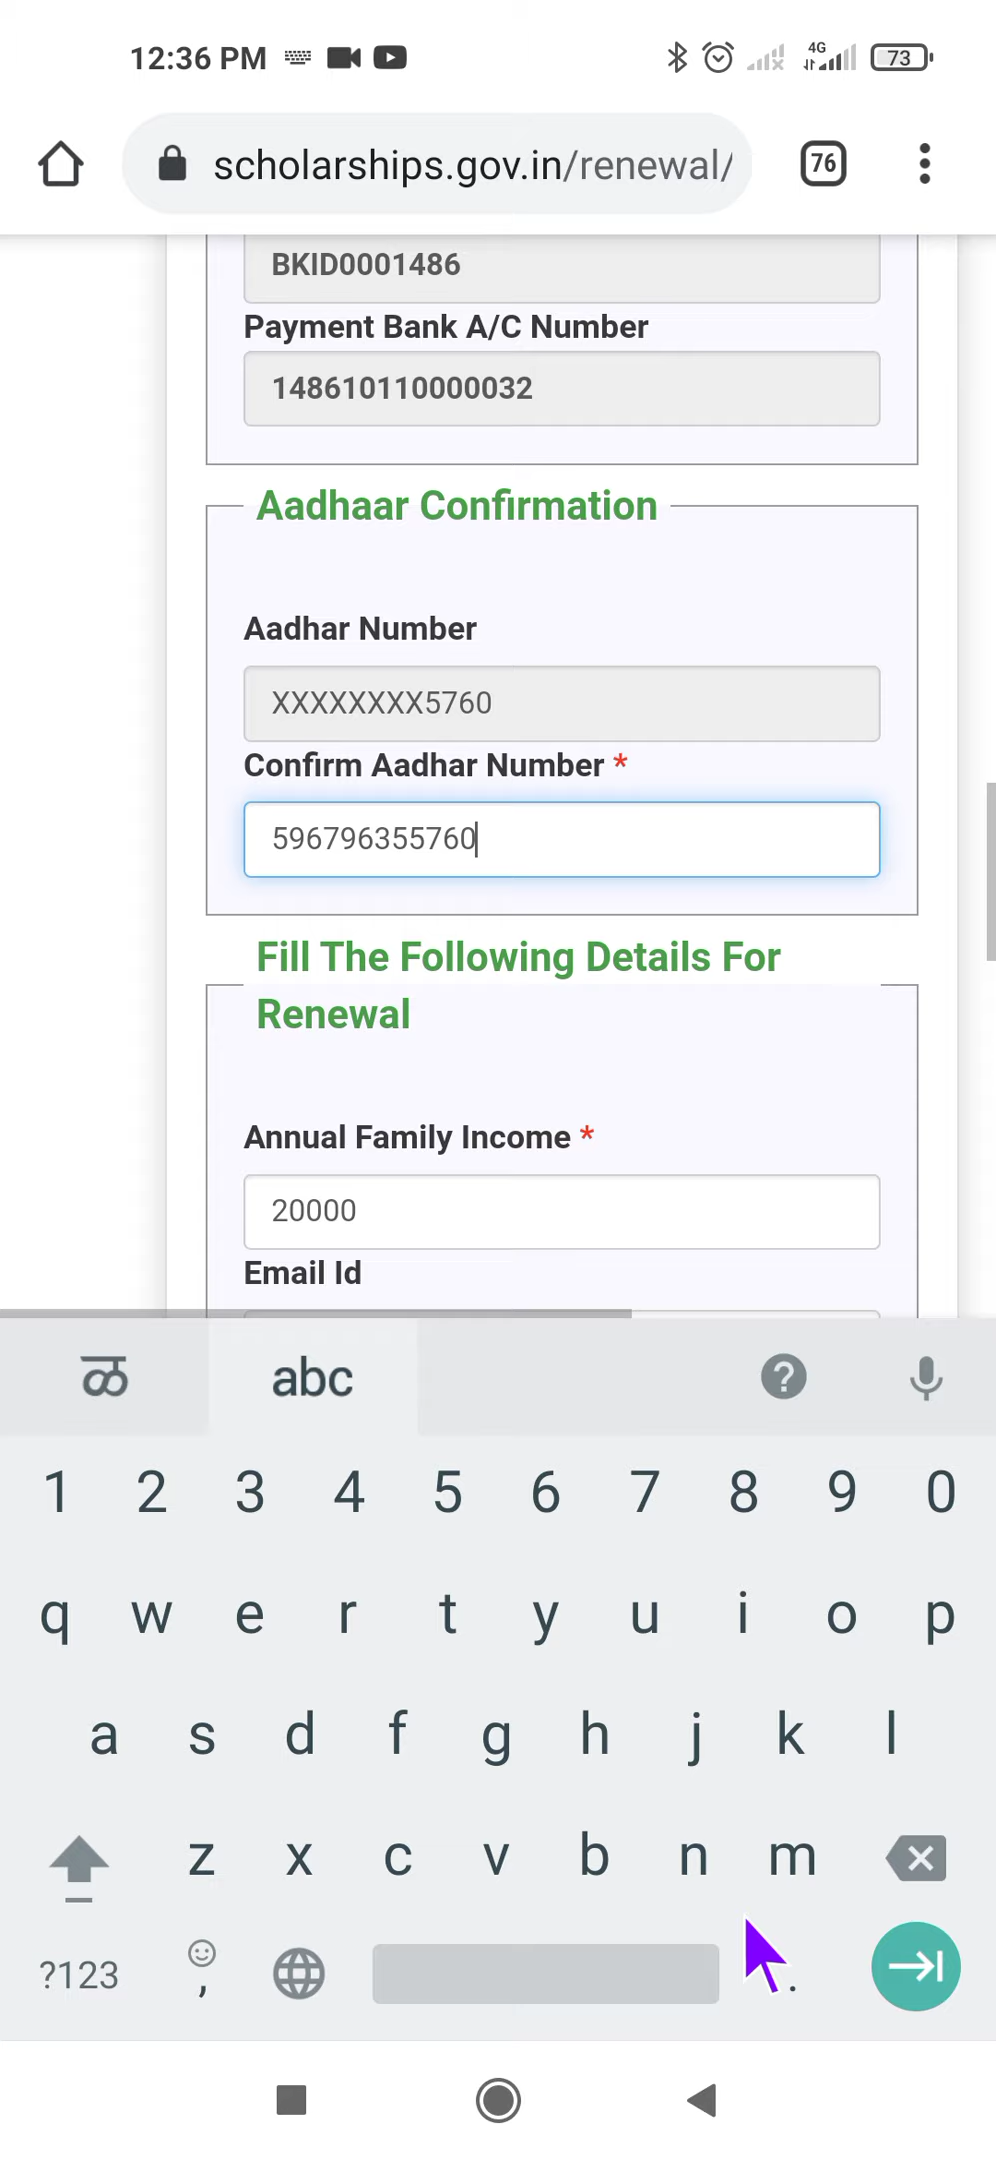 12:36 PM
4G
73
scholarships.gov.in/renewal/
76
BKID0001486
Payment Bank A/C Number
148610110000032
Aadhaar Confirmation
Aadhar Number
XXXXXXXX5760
Confirm Aadhar Number *
596796355760
Fill The Following Details For
Renewal
Annual Family Income *
20000
Email Id
ळ abc
1 2 3 4 5 6 7 8 9 0
q w e r t y u i o p
a s d f g h j k l
z x c v b n m
?123 , .